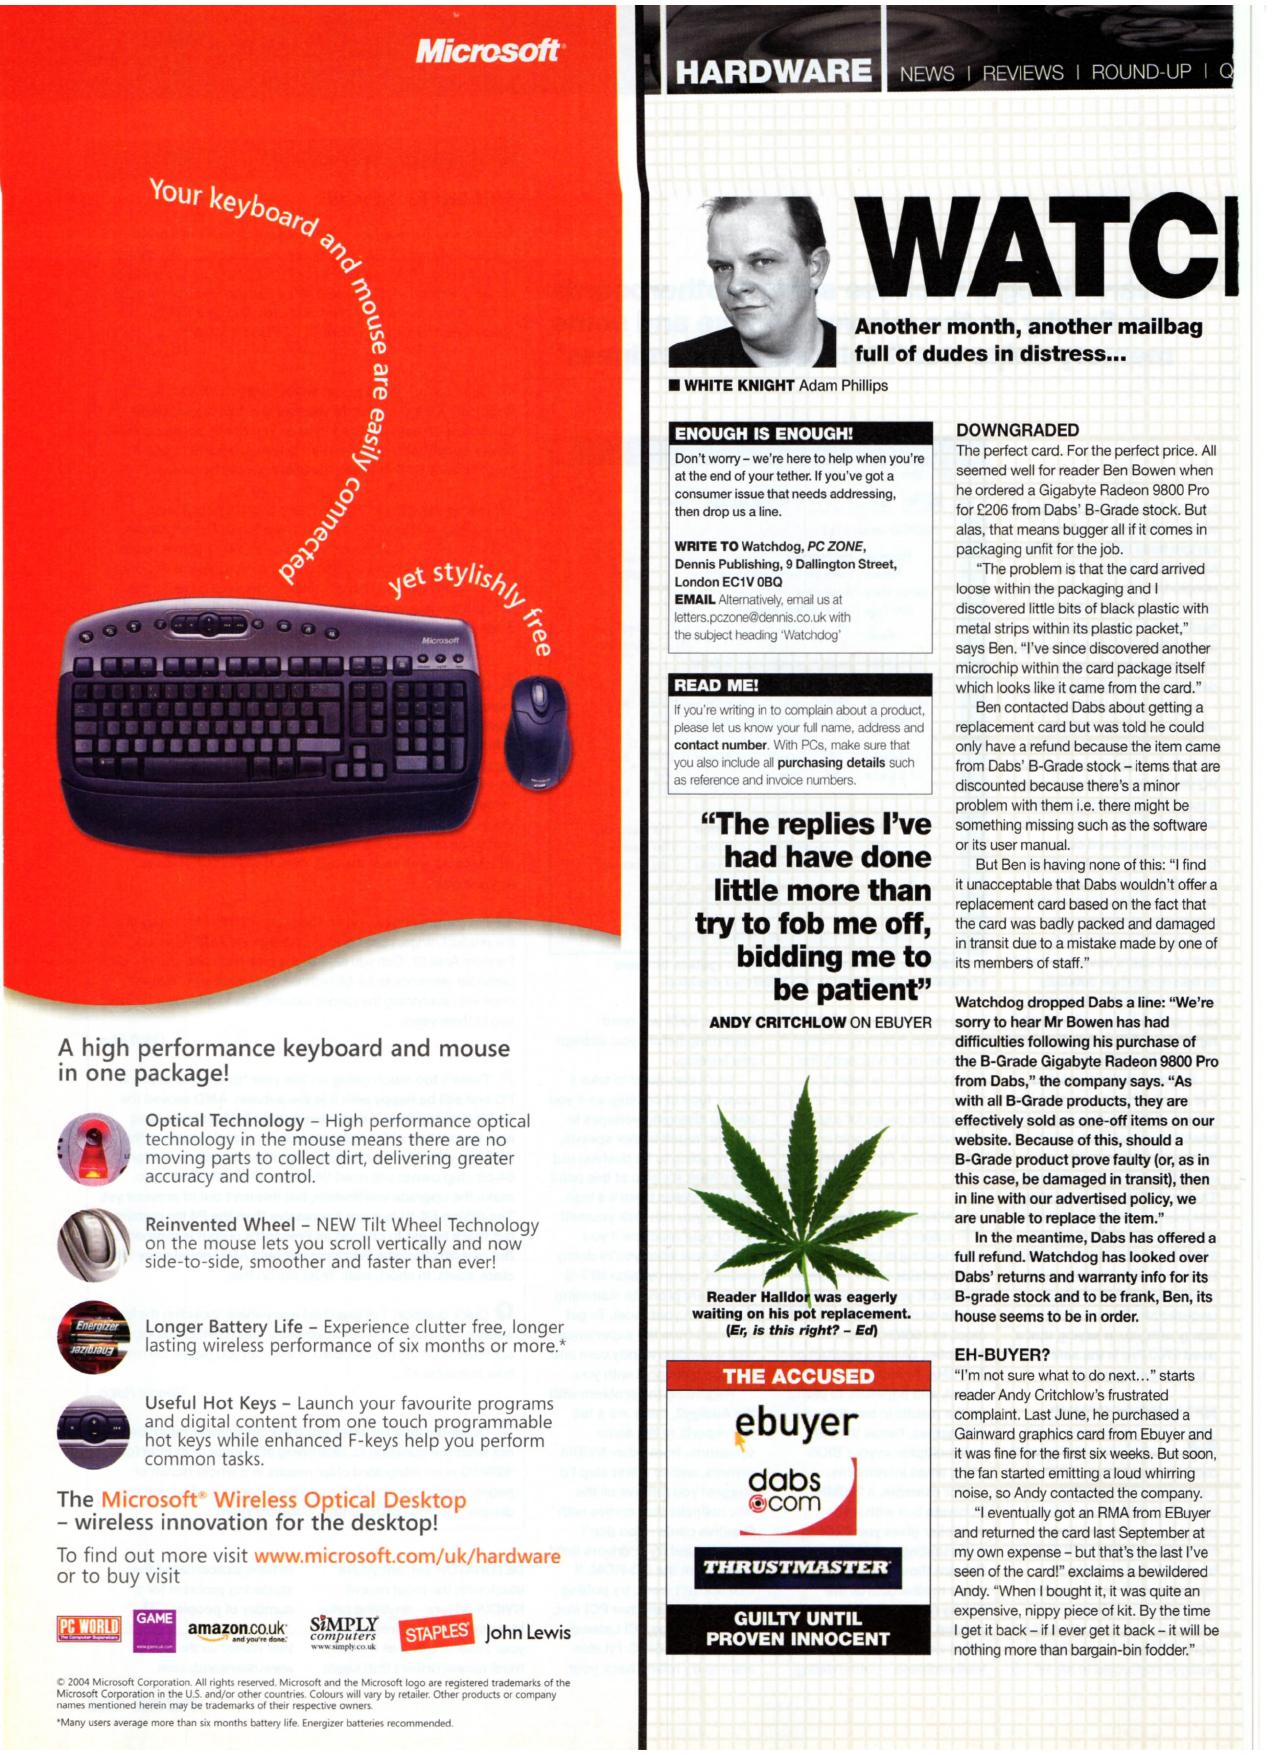 Microsoft
Your keyboard and mouse are easily connected
yet stylishly free
Microsoft
A high performance keyboard and mouse
in one package!
Optical Technology – High performance optical
technology in the mouse means there are no
moving parts to collect dirt, delivering greater
accuracy and control.
Reinvented Wheel – NEW Tilt Wheel Technology
on the mouse lets you scroll vertically and now
side-to-side, smoother and faster than ever!
Energizer
Energizer
Longer Battery Life – Experience clutter free, longer
lasting wireless performance of six months or more.*
Useful Hot Keys – Launch your favourite programs
and digital content from one touch programmable
hot keys while enhanced F-keys help you perform
common tasks.
The Microsoft® Wireless Optical Desktop
– wireless innovation for the desktop!
To find out more visit www.microsoft.com/uk/hardware
or to buy visit
PC WORLD
The Computer Superstore
GAME
www.game.uk.com
amazon.co.uk
and you're done.
SiMPLY
computers
www.simply.co.uk
STAPLES
John Lewis
© 2004 Microsoft Corporation. All rights reserved. Microsoft and the Microsoft logo are registered trademarks of the
Microsoft Corporation in the U.S. and/or other countries. Colours will vary by retailer. Other products or company
names mentioned herein may be trademarks of their respective owners.
*Many users average more than six months battery life. Energizer batteries recommended.
HARDWARE NEWS | REVIEWS | ROUND-UP | Q
WATC
Another month, another mailbag
full of dudes in distress...
■ WHITE KNIGHT Adam Phillips
ENOUGH IS ENOUGH!
Don't worry – we're here to help when you're
at the end of your tether. If you've got a
consumer issue that needs addressing,
then drop us a line.
WRITE TO Watchdog, PC ZONE,
Dennis Publishing, 9 Dallington Street,
London EC1V 0BQ
EMAIL Alternatively, email us at
letters.pczone@dennis.co.uk with
the subject heading 'Watchdog'
READ ME!
If you're writing in to complain about a product,
please let us know your full name, address and
contact number. With PCs, make sure that
you also include all purchasing details such
as reference and invoice numbers.
“The replies I've
had have done
little more than
try to fob me off,
bidding me to
be patient”
ANDY CRITCHLOW ON EBUYER
Reader Halldor was eagerly
waiting on his pot replacement.
(Er, is this right? – Ed)
THE ACCUSED
ebuyer
dabs
.com
THRUSTMASTER
GUILTY UNTIL
PROVEN INNOCENT
DOWNGRADED
The perfect card. For the perfect price. All
seemed well for reader Ben Bowen when
he ordered a Gigabyte Radeon 9800 Pro
for £206 from Dabs' B-Grade stock. But
alas, that means bugger all if it comes in
packaging unfit for the job.
“The problem is that the card arrived
loose within the packaging and I
discovered little bits of black plastic with
metal strips within its plastic packet,”
says Ben. “I've since discovered another
microchip within the card package itself
which looks like it came from the card.”
Ben contacted Dabs about getting a
replacement card but was told he could
only have a refund because the item came
from Dabs' B-Grade stock – items that are
discounted because there's a minor
problem with them i.e. there might be
something missing such as the software
or its user manual.
But Ben is having none of this: “I find
it unacceptable that Dabs wouldn't offer a
replacement card based on the fact that
the card was badly packed and damaged
in transit due to a mistake made by one of
its members of staff.”
Watchdog dropped Dabs a line: “We're
sorry to hear Mr Bowen has had
difficulties following his purchase of
the B-Grade Gigabyte Radeon 9800 Pro
from Dabs,” the company says. “As
with all B-Grade products, they are
effectively sold as one-off items on our
website. Because of this, should a
B-Grade product prove faulty (or, as in
this case, be damaged in transit), then
in line with our advertised policy, we
are unable to replace the item.”
In the meantime, Dabs has offered a
full refund. Watchdog has looked over
Dabs' returns and warranty info for its
B-grade stock and to be frank, Ben, its
house seems to be in order.
EH-BUYER?
“I'm not sure what to do next...” starts
reader Andy Critchlow's frustrated
complaint. Last June, he purchased a
Gainward graphics card from Ebuyer and
it was fine for the first six weeks. But soon,
the fan started emitting a loud whirring
noise, so Andy contacted the company.
“I eventually got an RMA from EBuyer
and returned the card last September at
my own expense – but that's the last I've
seen of the card!” exclaims a bewildered
Andy. “When I bought it, it was quite an
expensive, nippy piece of kit. By the time
I get it back – if I ever get it back – it will be
nothing more than bargain-bin fodder.”